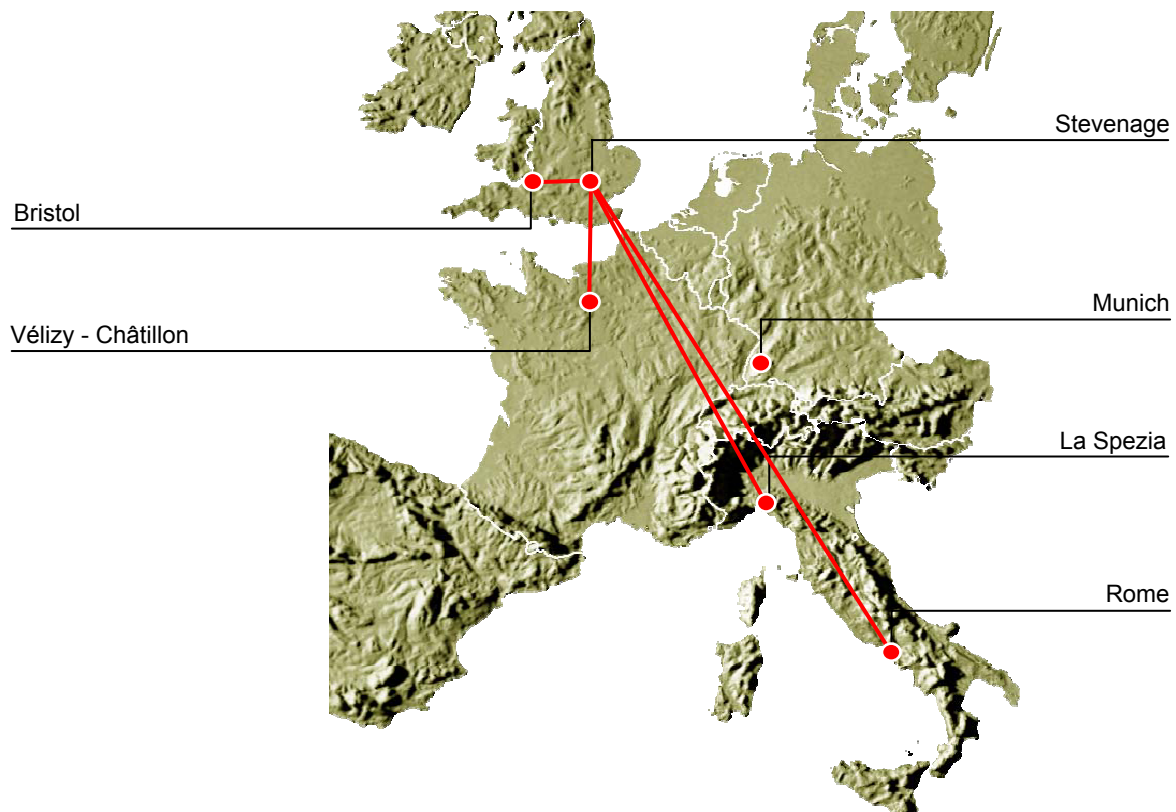 Stevenage
Bristol
Munich
Vélizy - Châtillon
La Spezia
Rome